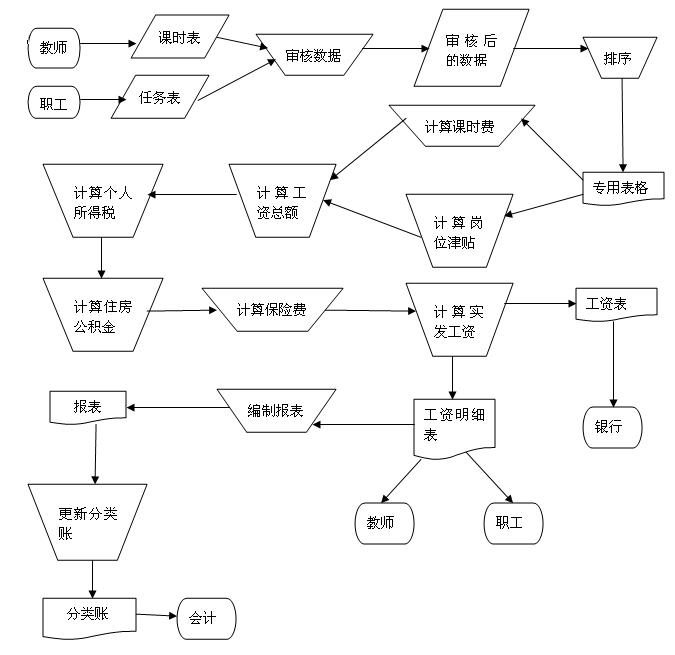 教师
课时表
审核数据
审核后
的数据
排序
职工
任务表
计算课时费
专用表格
计算个人
所得税
计算工
资总额
计算岗
位津贴
计算住房
公积金
计算保险费
计算实
发工资
工资表
报表
编制报表
工资明细
表
银行
更新分类
账
教师
职工
分类账
会计